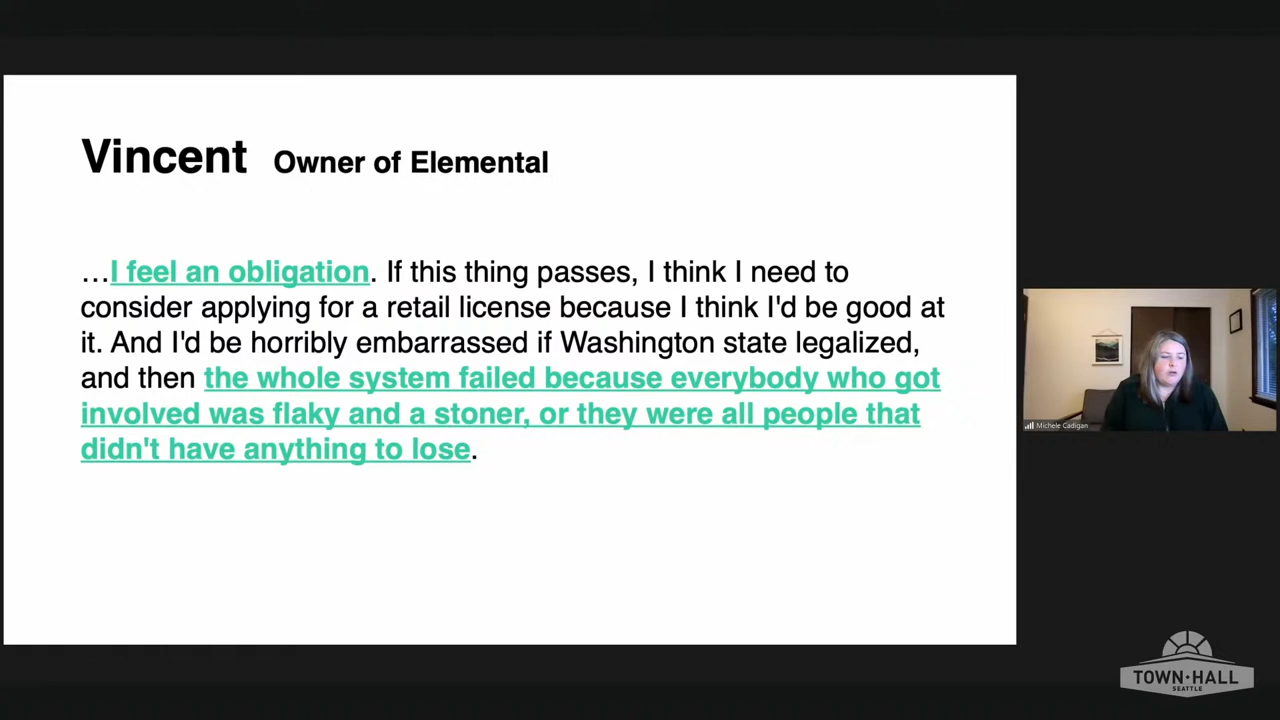 Vincent Owner of Elemental
…I feel an obligation. If this thing passes, I think I need to
consider applying for a retail license because I think I'd be good at
it. And I'd be horribly embarrassed if Washington state legalized,
and then the whole system failed because everybody who got
involved was flaky and a stoner, or they were all people that
didn't have anything to lose.
Michele Cadigan
TOWN·HALL
SEATTLE